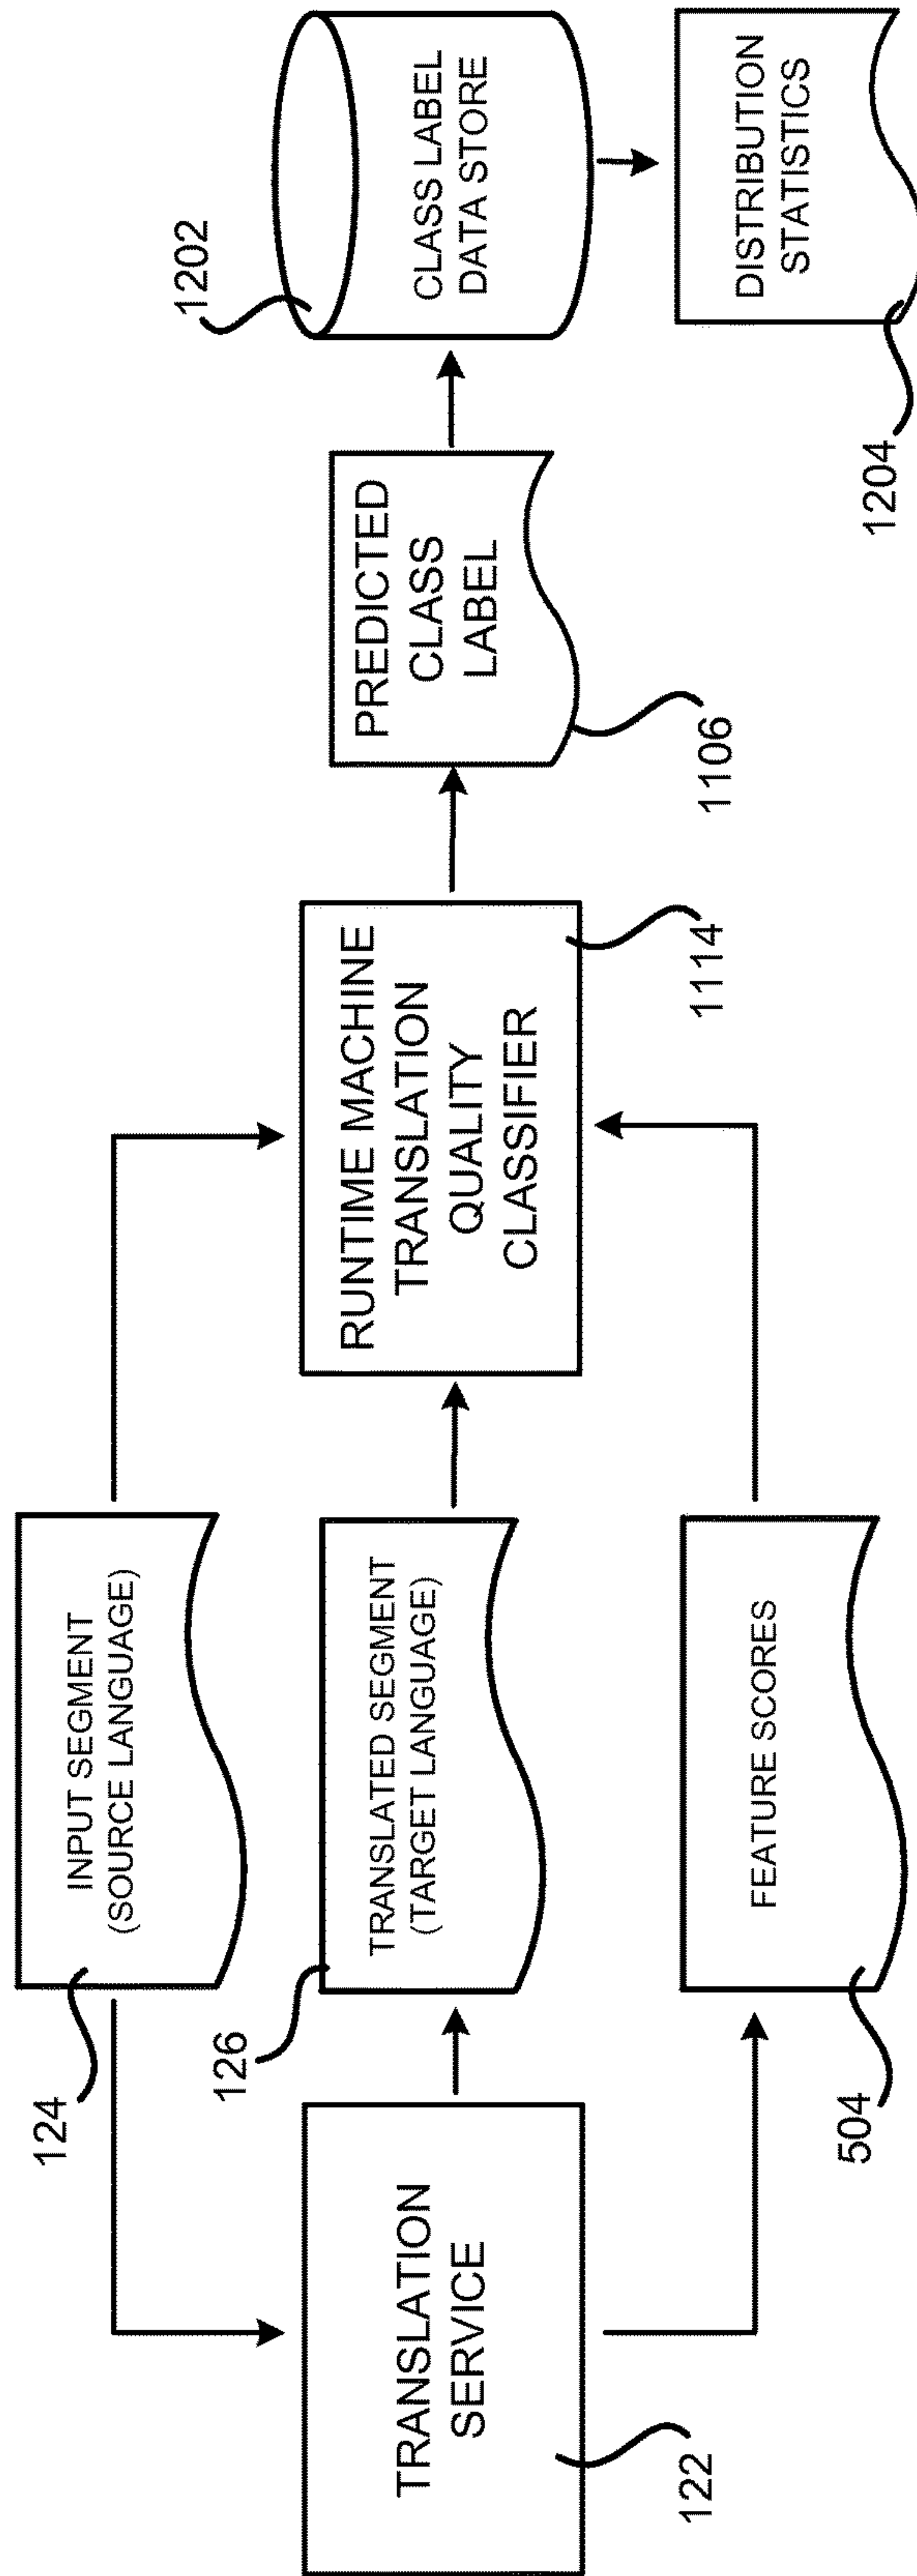 INPUT SEGMENT
(SOURCE LANGUAGE)
124
TRANSLATION
SERVICE
122
TRANSLATED SEGMENT
(TARGET LANGUAGE)
126
FEATURE SCORES
504
RUNTIME MACHINE
TRANSLATION
QUALITY
CLASSIFIER
1114
PREDICTED
CLASS
LABEL
1106
1202
CLASS LABEL
DATA STORE
DISTRIBUTION
STATISTICS
1204